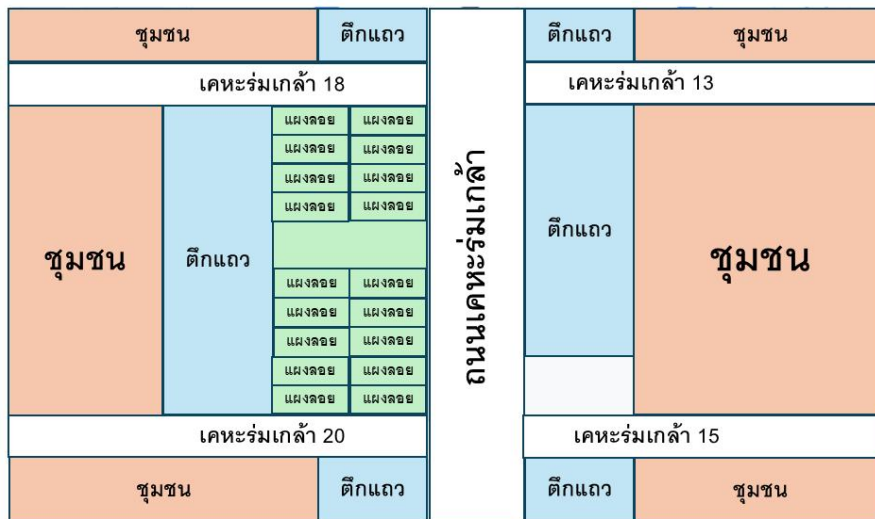 ชุมชน ตึกแถว ตึกแถว ชุมชน
เคหะร่มเกล้า 18 เคหะร่มเกล้า 13
แผงลอย แผงลอย
แผงลอย แผงลอย
แผงลอย แผงลอย
แผงลอย แผงลอย
ชุมชน ตึกแถว ถนนเคหะร่มเกล้า ตึกแถว ชุมชน
แผงลอย แผงลอย
แผงลอย แผงลอย
แผงลอย แผงลอย
แผงลอย แผงลอย
แผงลอย แผงลอย
เคหะร่มเกล้า 20 เคหะร่มเกล้า 15
ชุมชน ตึกแถว ตึกแถว ชุมชน